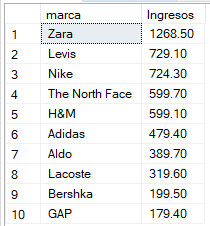 marca Ingresos
1 Zara 1268.50
2 Levis 729.10
3 Nike 724.30
4 The North Face 599.70
5 H&M 599.10
6 Adidas 479.40
7 Aldo 389.70
8 Lacoste 319.60
9 Bershka 199.50
10 GAP 179.40